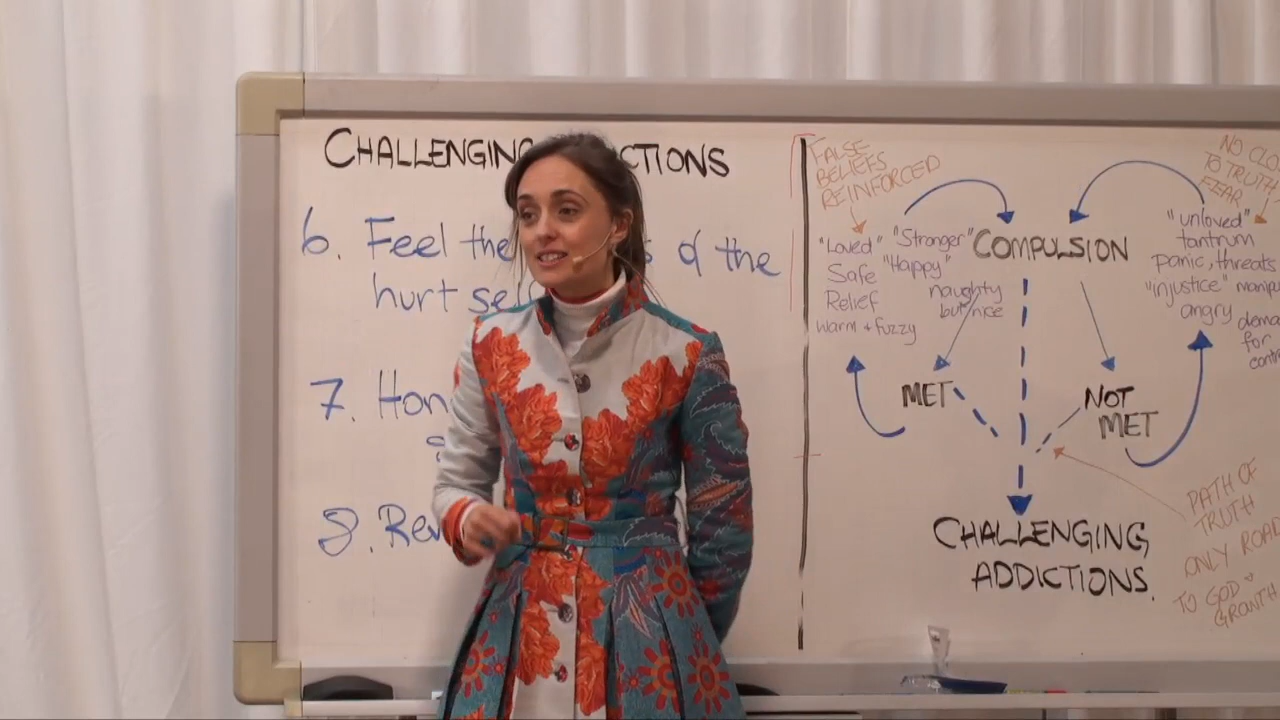 CHALLENGING CTIONS
6. Feel the of the
hurt sel
7. Hon
8. Rev
FALSE
BELIEFS
REINFORCED
"Loved"
Safe
Relief
warm + fuzzy
"Stronger"
"Happy"
naughty
but nice
COMPULSION
MET
NOT
MET
CHALLENGING
ADDICTIONS.
NO
TO TRUTH
FEAR
"unloved"
tantrum
panic, threats
"injustice"
angry
for
PATH OF
TRUTH
ONLY ROAD
TO GOD +
GROWTH